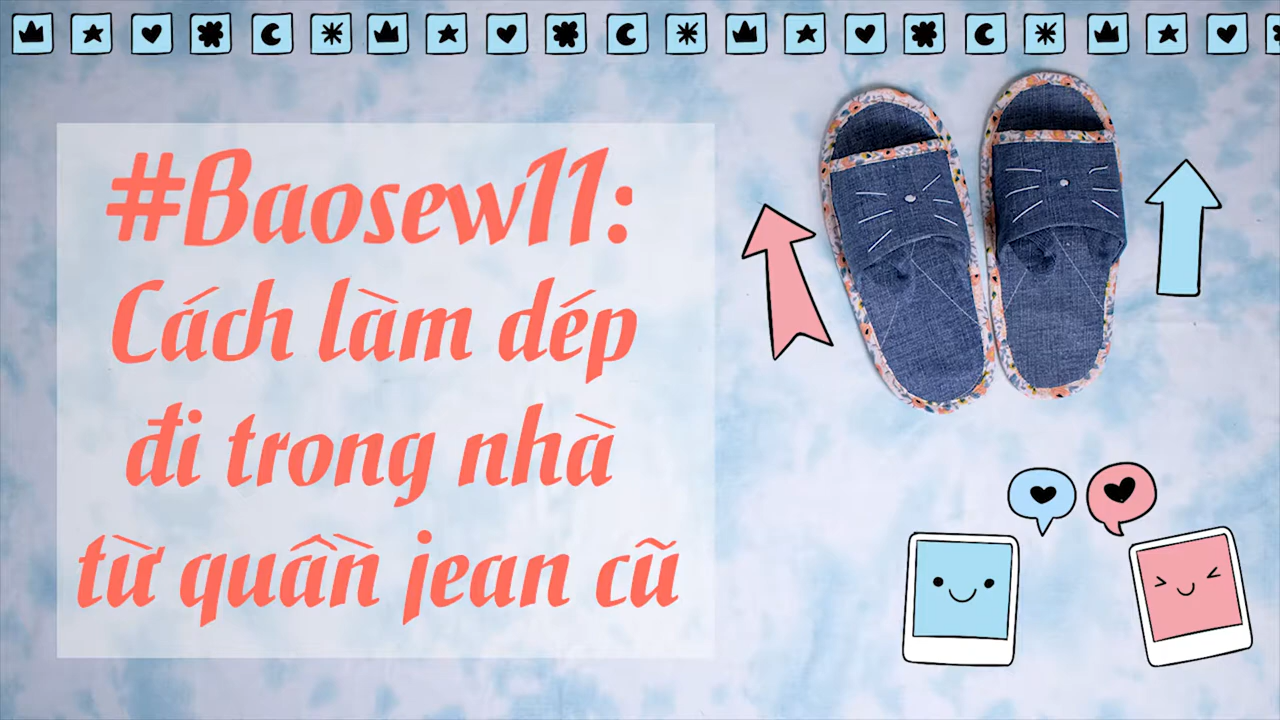 #Baosew11:
Cách làm dép
đi trong nhà
từ quần jean cũ